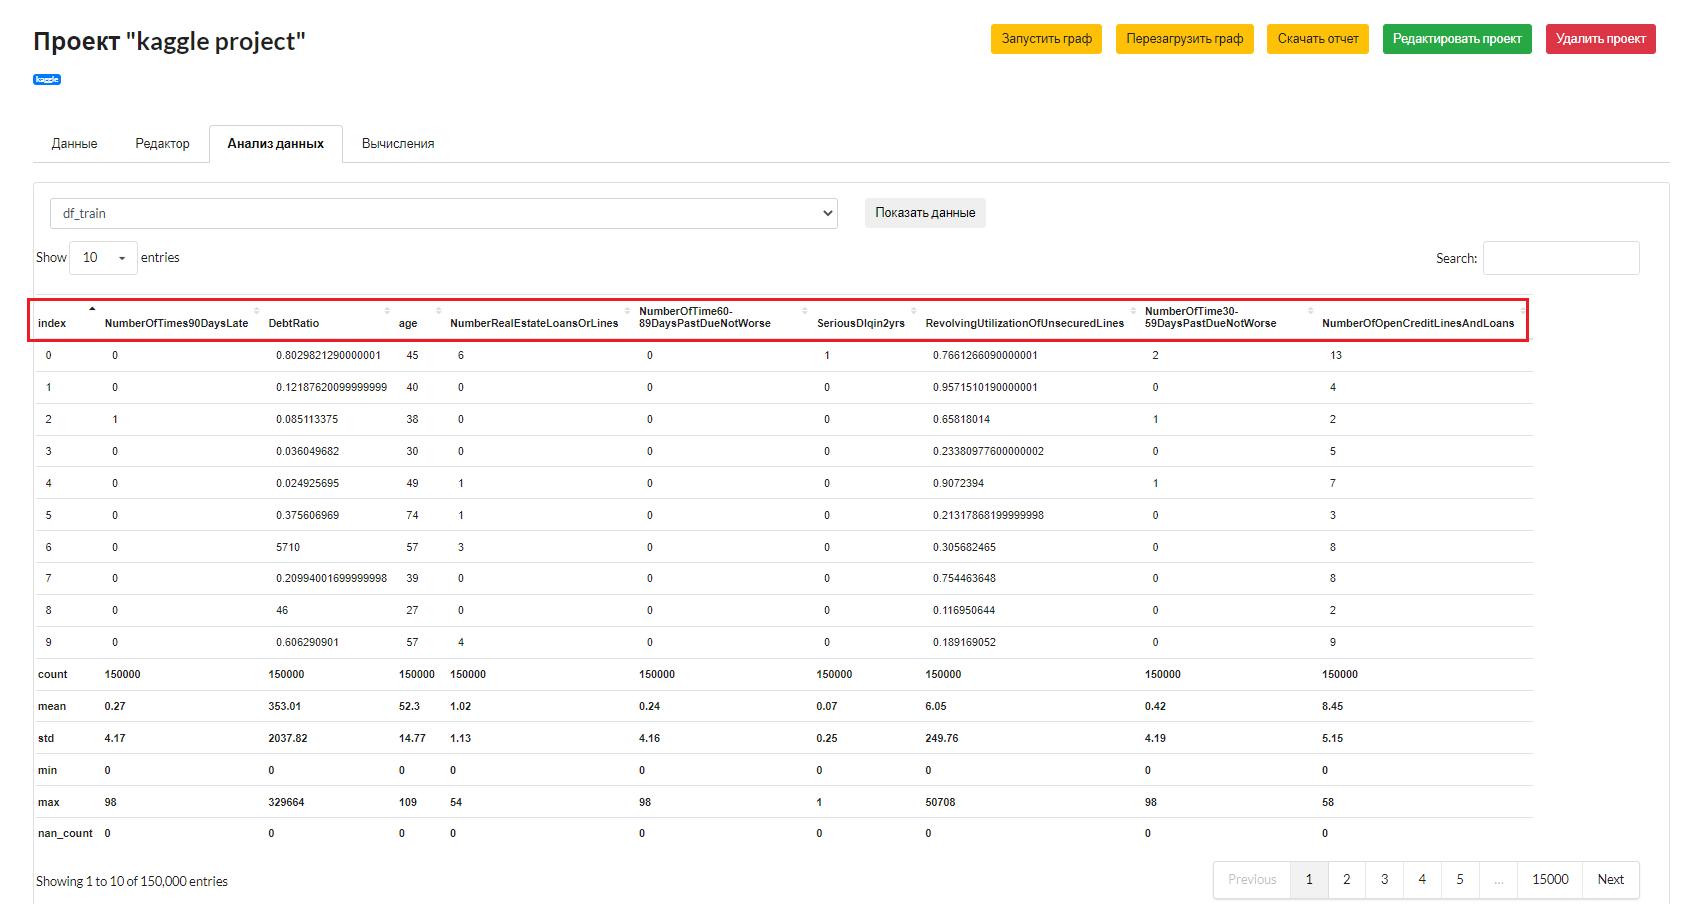 Проект "kaggle project"
Запустить граф Перезагрузить граф Скачать отчет Редактировать проект Удалить проект
kaggle
Данные Редактор Анализ данных Вычисления
df_train Показать данные
Show 10 entries Search:
index NumberOfTimes90DaysLate DebtRatio age NumberRealEstateLoansOrLines NumberOfTime60-89DaysPastDueNotWorse SeriousDlqin2yrs RevolvingUtilizationOfUnsecuredLines NumberOfTime30-59DaysPastDueNotWorse NumberOfOpenCreditLinesAndLoans
0 0 0.8029821290000001 45 6 0 1 0.7661266090000001 2 13
1 0 0.12187620099999999 40 0 0 0 0.9571510190000001 0 4
2 1 0.085113375 38 0 0 0 0.65818014 1 2
3 0 0.036049682 30 0 0 0 0.23380977600000002 0 5
4 0 0.024925695 49 1 0 0 0.9072394 1 7
5 0 0.375606969 74 1 0 0 0.21317868199999998 0 3
6 0 5710 57 3 0 0 0.305682465 0 8
7 0 0.20994001699999998 39 0 0 0 0.754463648 0 8
8 0 46 27 0 0 0 0.116950644 0 2
9 0 0.606290901 57 4 0 0 0.189169052 0 9
count 150000 150000 150000 150000 150000 150000 150000 150000 150000
mean 0.27 353.01 52.3 1.02 0.24 0.07 6.05 0.42 8.45
std 4.17 2037.82 14.77 1.13 4.16 0.25 249.76 4.19 5.15
min 0 0 0 0 0 0 0 0 0
max 98 329664 109 54 98 1 50708 98 58
nan_count 0 0 0 0 0 0 0 0 0
Showing 1 to 10 of 150,000 entries Previous 1 2 3 4 5 ... 15000 Next